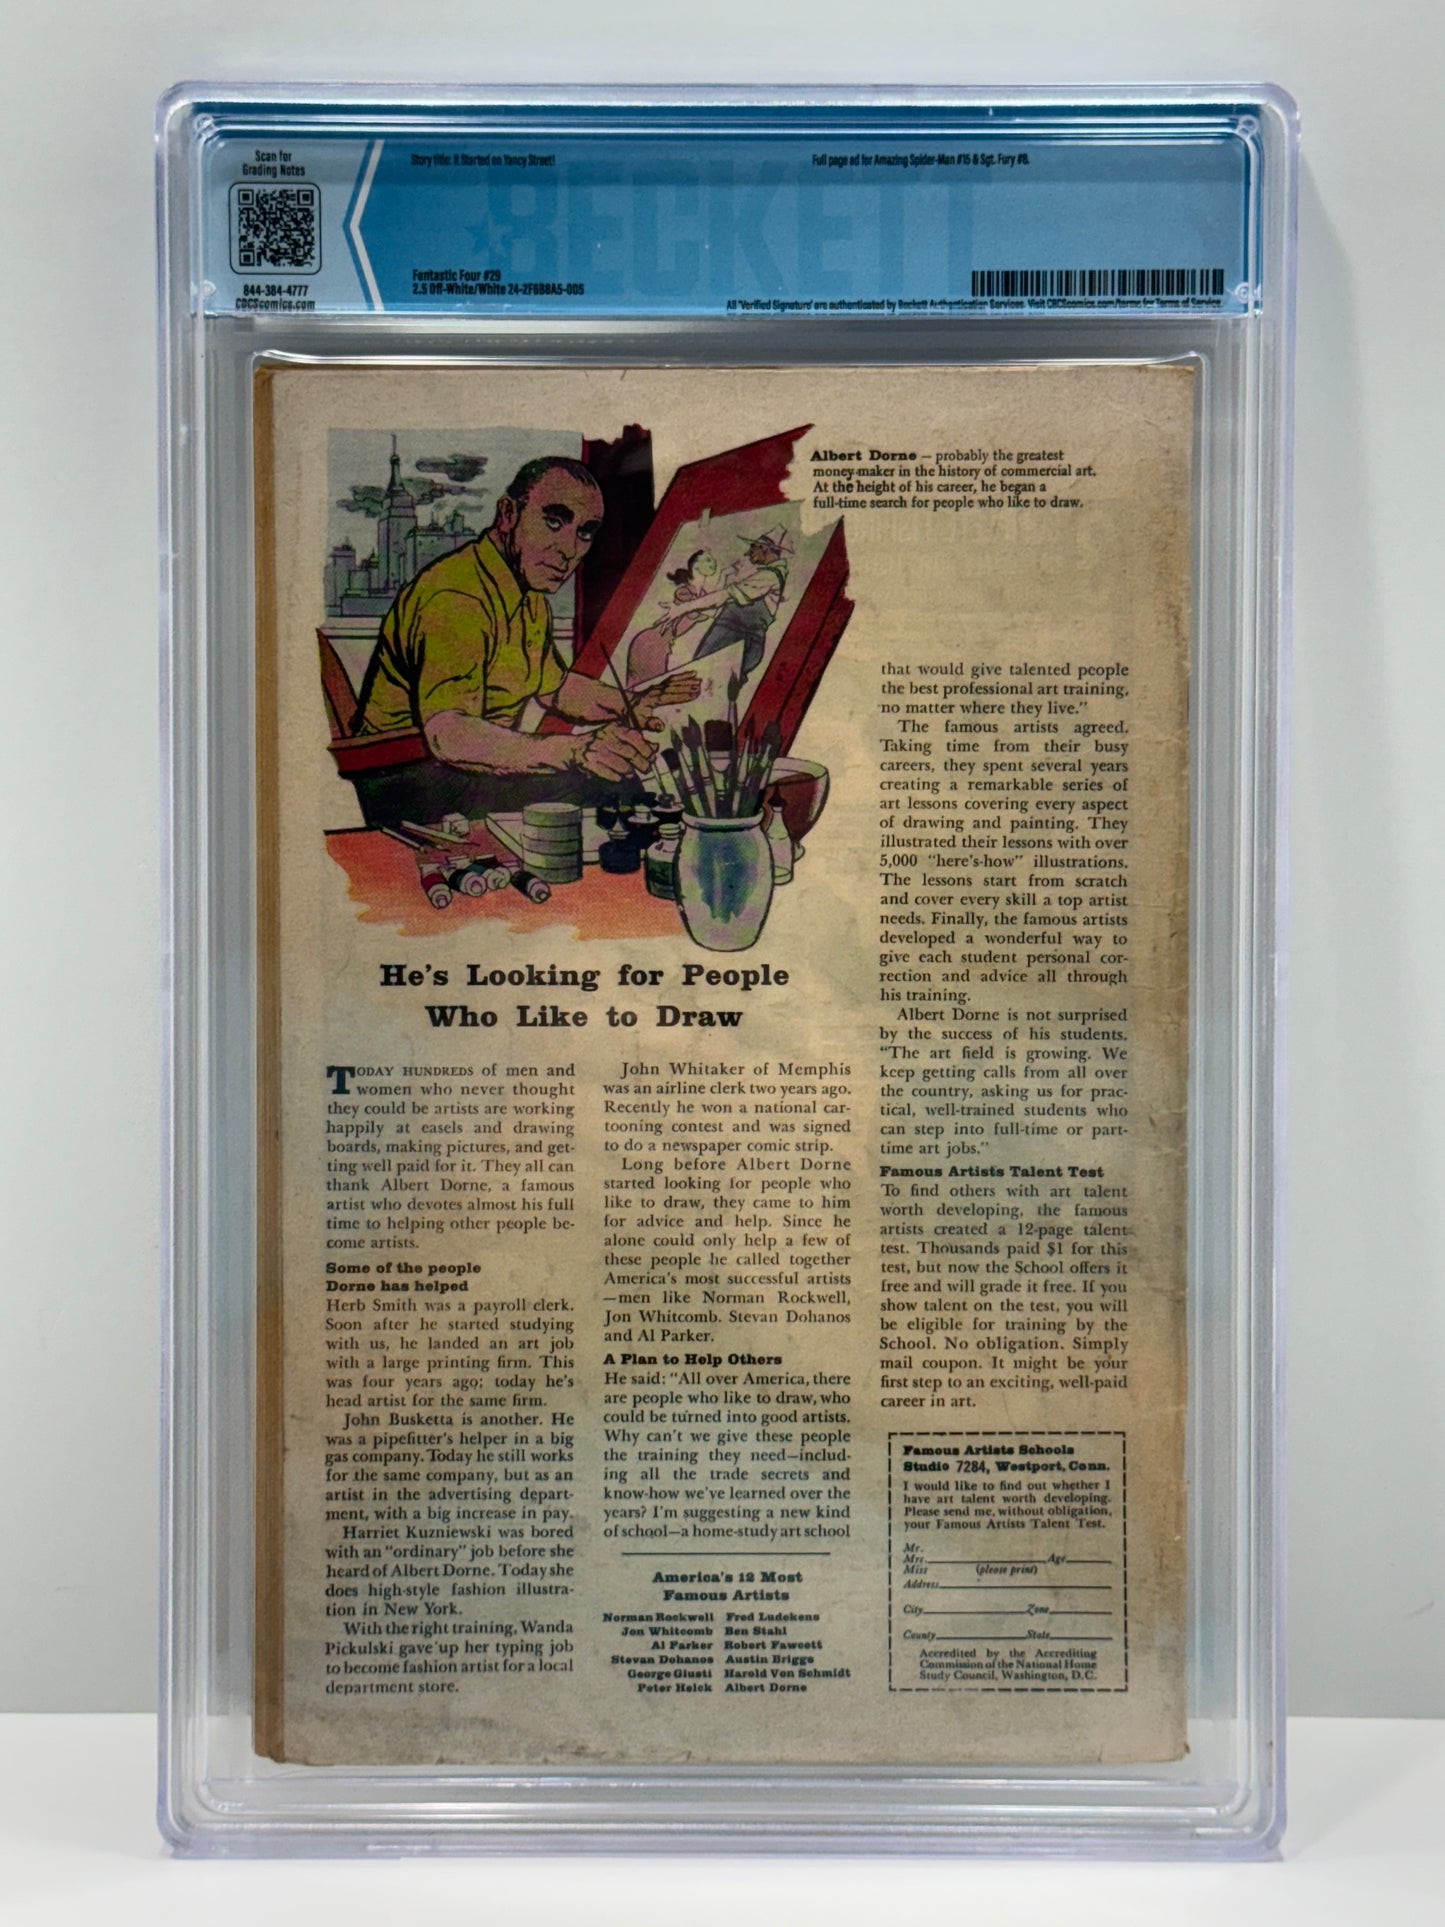 Scan for
Grading Notes
844-384-4777
CBCScomics.com
Story title: It Started on Yancy Street!
Full page ad for Amazing Spider-Man #15 & Sgt. Fury #8.
BECKETT
Fantastic Four #29
2.5 Off-White/White 24-2F6B8A5-005
All 'Verified Signature' are authenticated by Beckett Authentication Services. Visit CBCScomics.com/terms for Terms of Service.
Albert Dorne — probably the greatest
money-maker in the history of commercial art.
At the height of his career, he began a
full-time search for people who like to draw.
He's Looking for People
Who Like to Draw
TODAY HUNDREDS of men and
women who never thought
they could be artists are working
happily at easels and drawing
boards, making pictures, and get-
ting well paid for it. They all can
thank Albert Dorne, a famous
artist who devotes almost his full
time to helping other people be-
come artists.
Some of the people
Dorne has helped
Herb Smith was a payroll clerk.
Soon after he started studying
with us, he landed an art job
with a large printing firm. This
was four years ago; today he's
head artist for the same firm.
John Busketta is another. He
was a pipefitter's helper in a big
gas company. Today he still works
for the same company, but as an
artist in the advertising depart-
ment, with a big increase in pay.
Harriet Kuzniewski was bored
with an "ordinary" job before she
heard of Albert Dorne. Today she
does high-style fashion illustra-
tion in New York.
With the right training, Wanda
Pickulski gave up her typing job
to become fashion artist for a local
department store.
John Whitaker of Memphis
was an airline clerk two years ago.
Recently he won a national car-
tooning contest and was signed
to do a newspaper comic strip.
Long before Albert Dorne
started looking for people who
like to draw, they came to him
for advice and help. Since he
alone could only help a few of
these people he called together
America's most successful artists
—men like Norman Rockwell,
Jon Whitcomb. Stevan Dohanos
and Al Parker.
A Plan to Help Others
He said: "All over America, there
are people who like to draw, who
could be turned into good artists.
Why can't we give these people
the training they need—includ-
ing all the trade secrets and
know-how we've learned over the
years? I'm suggesting a new kind
of school—a home-study art school
America's 12 Most
Famous Artists
Norman Rockwell Fred Ludekens
Jon Whitcomb Ben Stahl
Al Parker Robert Fawcett
Stevan Dohanos Austin Briggs
George Giusti Harold Von Schmidt
Peter Helck Albert Dorne
that would give talented people
the best professional art training,
no matter where they live."
The famous artists agreed.
Taking time from their busy
careers, they spent several years
creating a remarkable series of
art lessons covering every aspect
of drawing and painting. They
illustrated their lessons with over
5,000 "here's-how" illustrations.
The lessons start from scratch
and cover every skill a top artist
needs. Finally, the famous artists
developed a wonderful way to
give each student personal cor-
rection and advice all through
his training.
Albert Dorne is not surprised
by the success of his students.
"The art field is growing. We
keep getting calls from all over
the country, asking us for prac-
tical, well-trained students who
can step into full-time or part-
time art jobs."
Famous Artists Talent Test
To find others with art talent
worth developing, the famous
artists created a 12-page talent
test. Thousands paid $1 for this
test, but now the School offers it
free and will grade it free. If you
show talent on the test, you will
be eligible for training by the
School. No obligation. Simply
mail coupon. It might be your
first step to an exciting, well-paid
career in art.
Famous Artists Schools
Studio 7284, Westport, Conn.
I would like to find out whether I
have art talent worth developing.
Please send me, without obligation,
your Famous Artists Talent Test.
Mr.
Mrs. Age
Miss (please print)
Address
City Zone
County State
Accredited by the Accrediting
Commission of the National Home
Study Council, Washington, D.C.